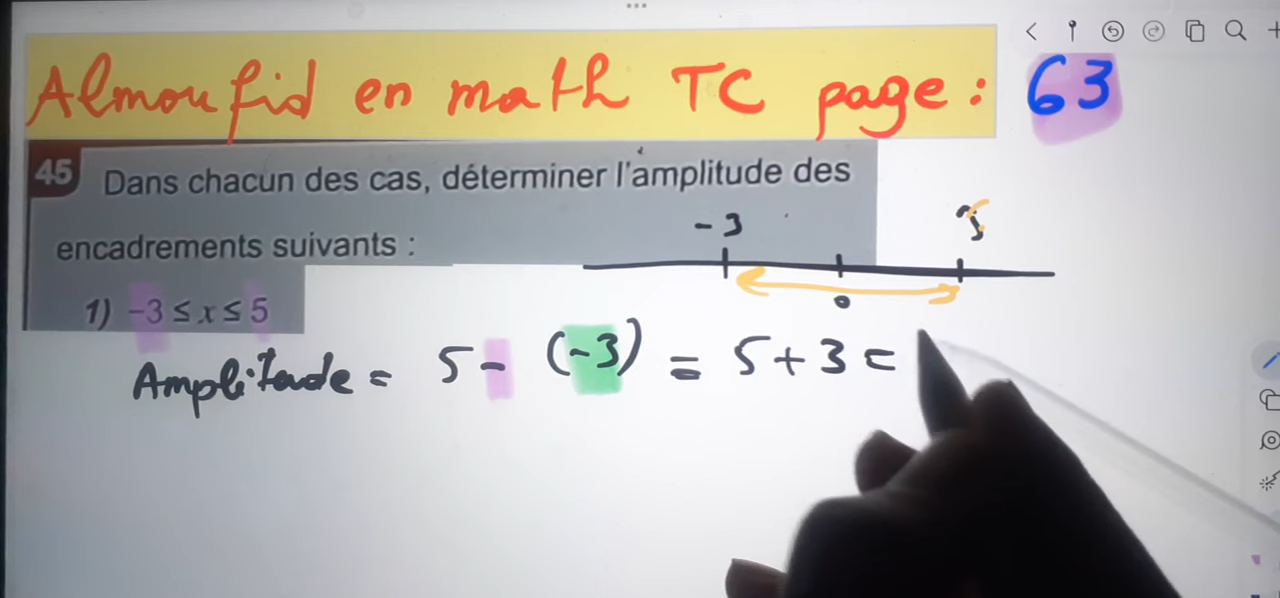 Almoufid en math TC page: 63
45 Dans chacun des cas, déterminer l'amplitude des
encadrements suivants :
-3 5
0
1) -3 ≤ x ≤ 5
Amplitude = 5 - (-3) = 5 + 3 =